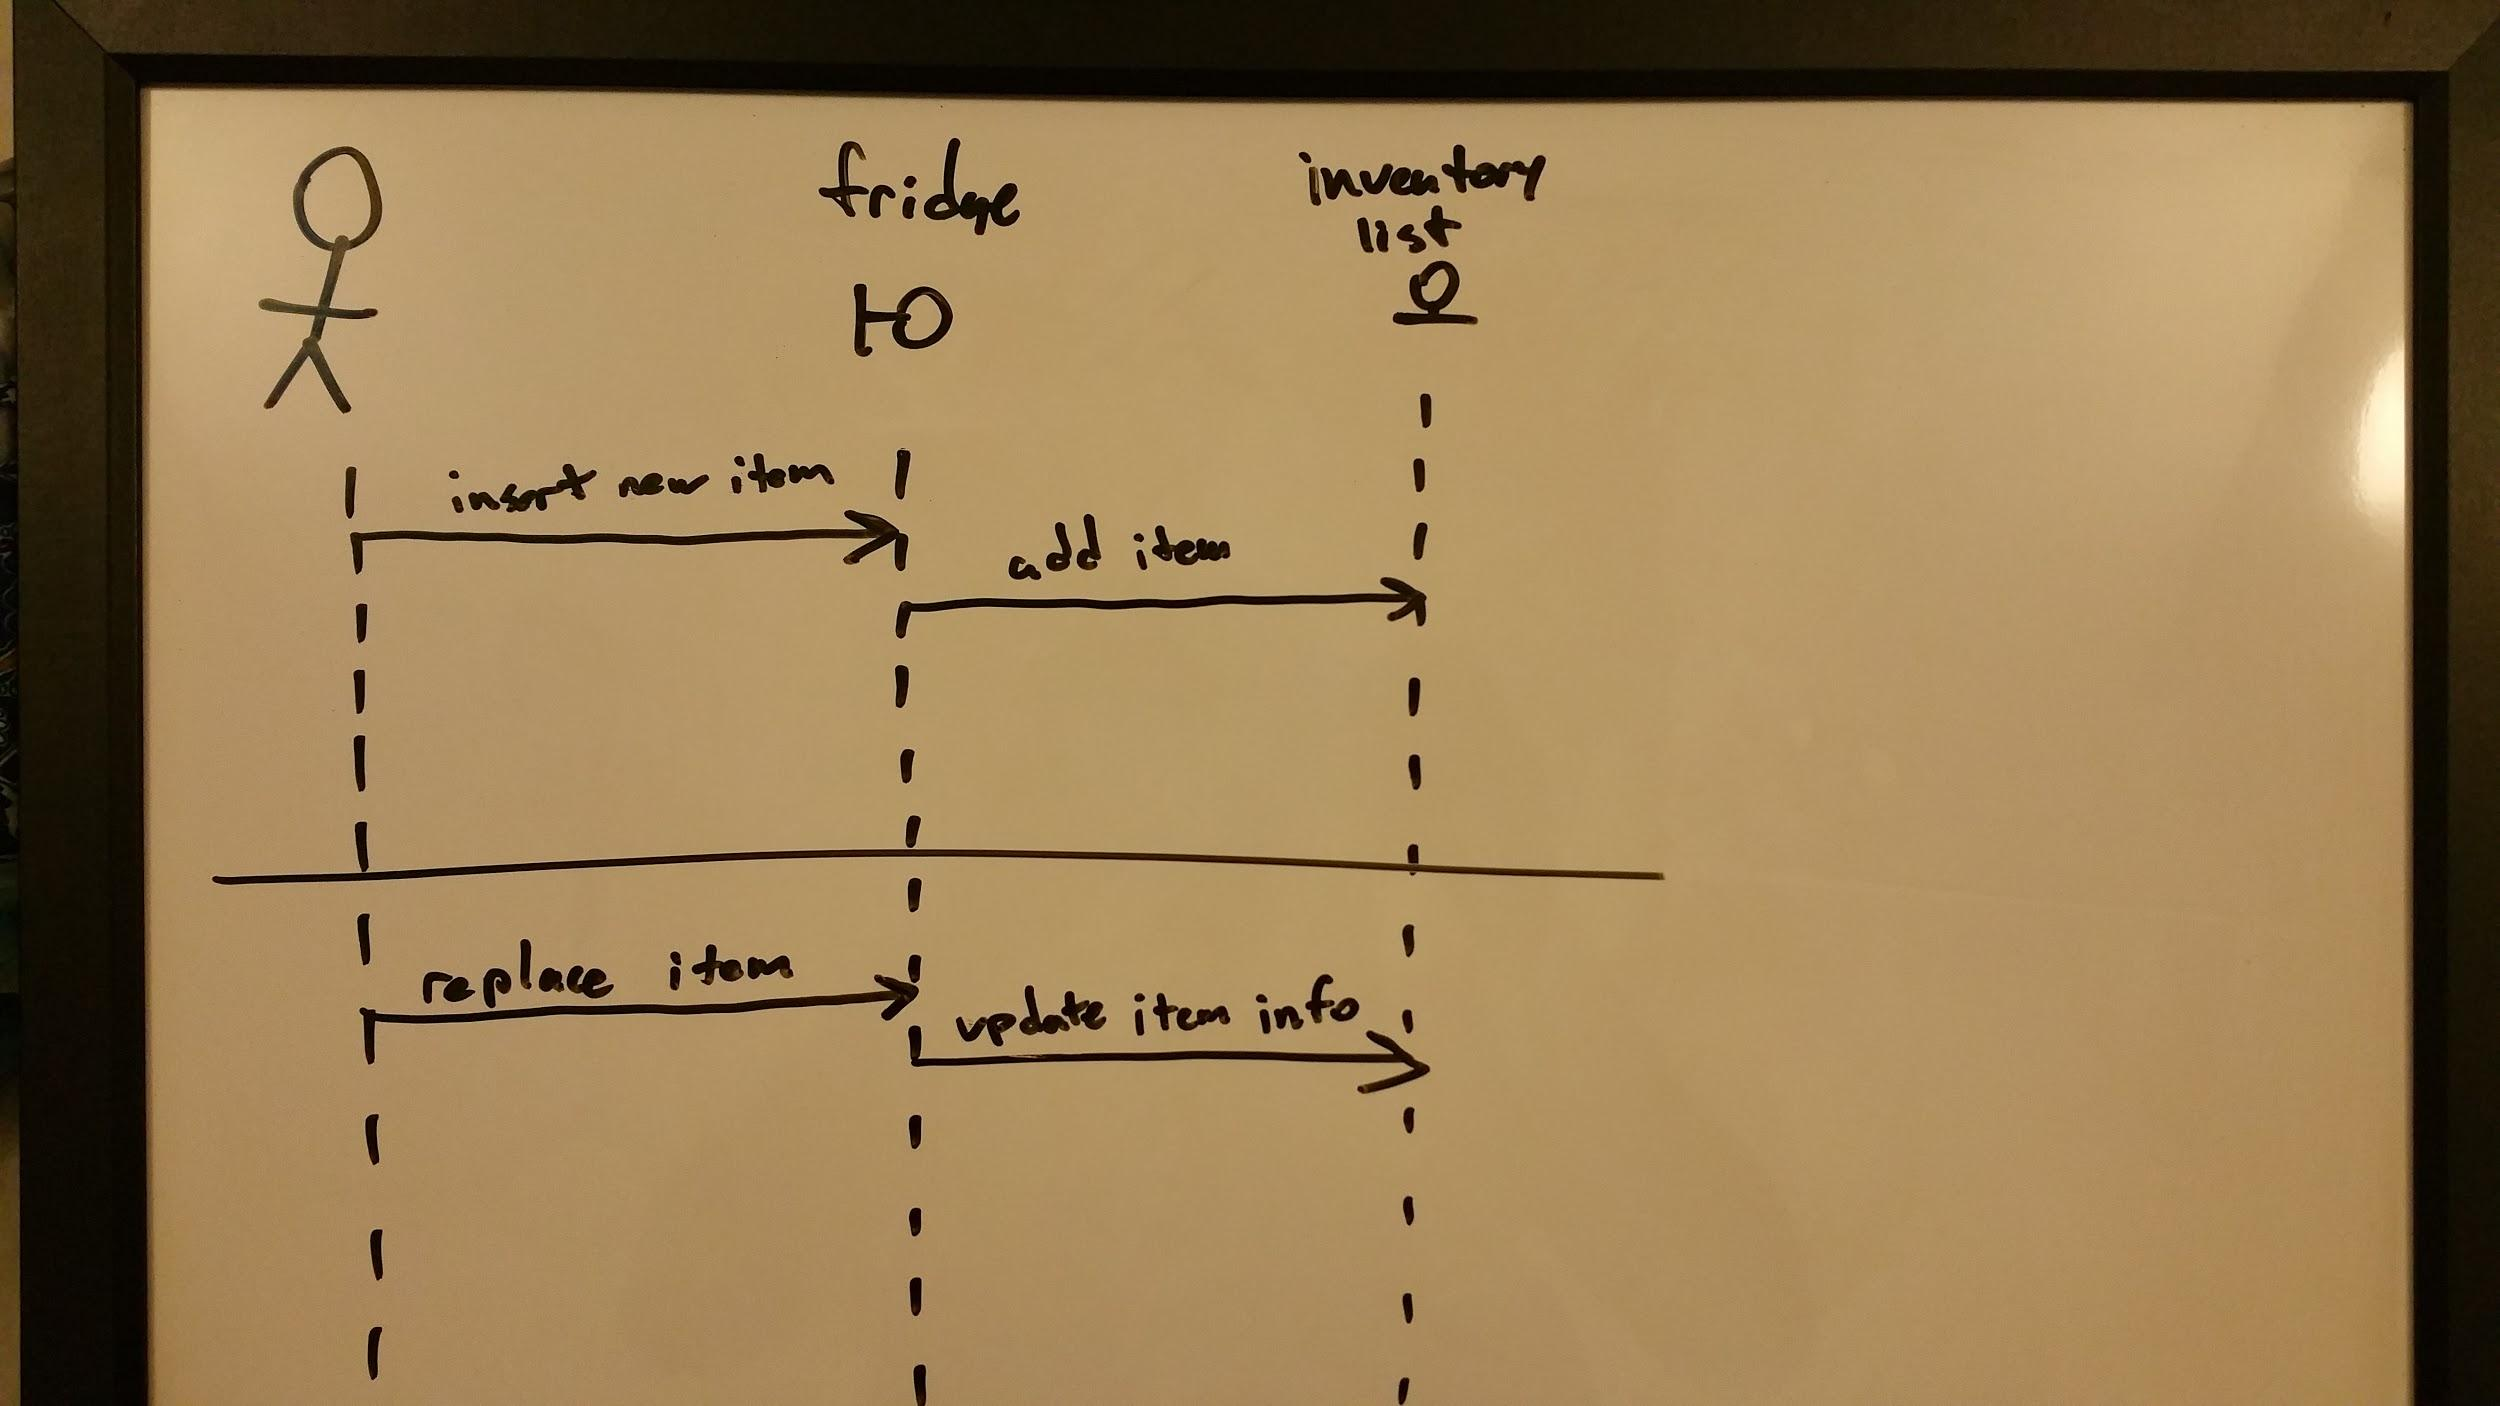 fridge
inventory
list
insert new item
add item
replace item
update item info